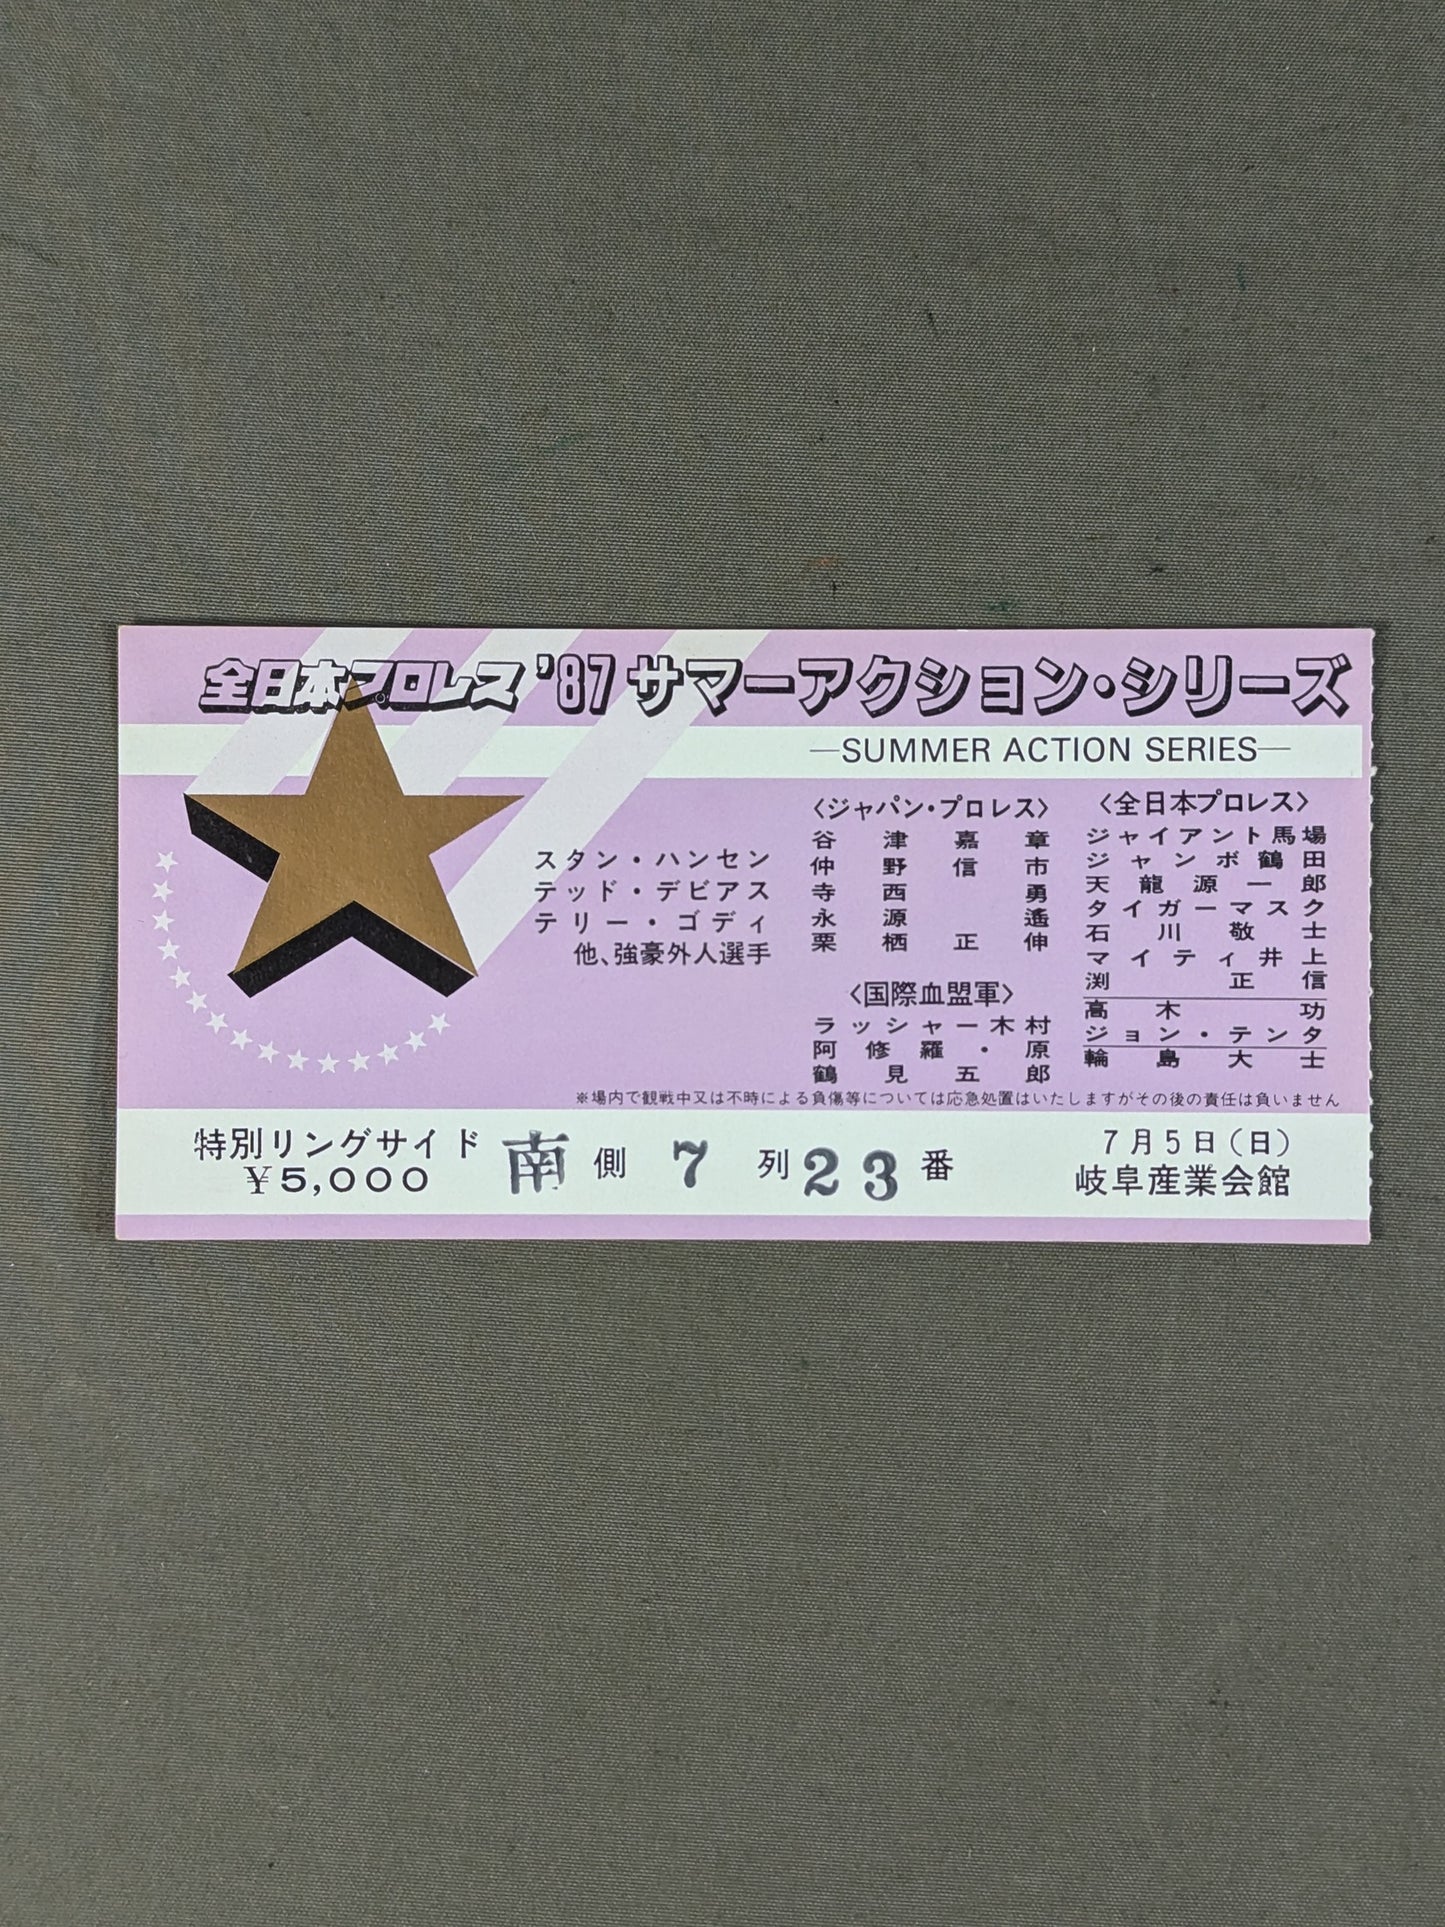 全日本プロレス '87 サマーアクション・シリーズ
—SUMMER ACTION SERIES—
スタン・ハンセン
テッド・デビアス
テリー・ゴディ
他、強豪外人選手
〈ジャパン・プロレス〉
谷津嘉章
仲野信市
寺西勇
永源遙
栗栖正伸
〈国際血盟軍〉
ラッシャー木村
阿修羅・原
鶴見五郎
〈全日本プロレス〉
ジャイアント馬場
ジャンボ鶴田
天龍源一郎
タイガーマスク
石川敬士
マイティ井上
渕正信
高木功
ジョン・テンタ
輪島大士
※場内で観戦中又は不時による負傷等については応急処置はいたしますがその後の責任は負いません
特別リングサイド
¥5,000
南側 7 列 23 番
7月5日(日)
岐阜産業会館